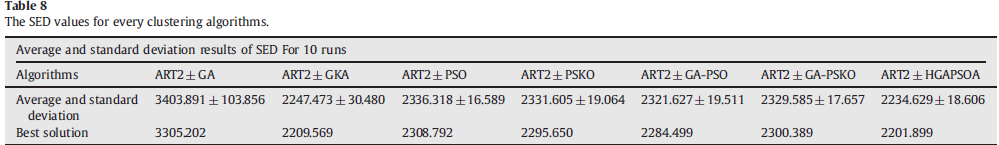 Table 8
The SED values for every clustering algorithms.
Average and standard deviation results of SED For 10 runs
Algorithms ART2±GA ART2±GKA ART2±PSO ART2±PSKO ART2±GA-PSO ART2±GA-PSKO ART2±HGAPSOA
Average and standard 3403.891±103.856 2247.473±30.480 2336.318±16.589 2331.605±19.064 2321.627±19.511 2329.585±17.657 2234.629±18.606
deviation
Best solution 3305.202 2209.569 2308.792 2295.650 2284.499 2300.389 2201.899